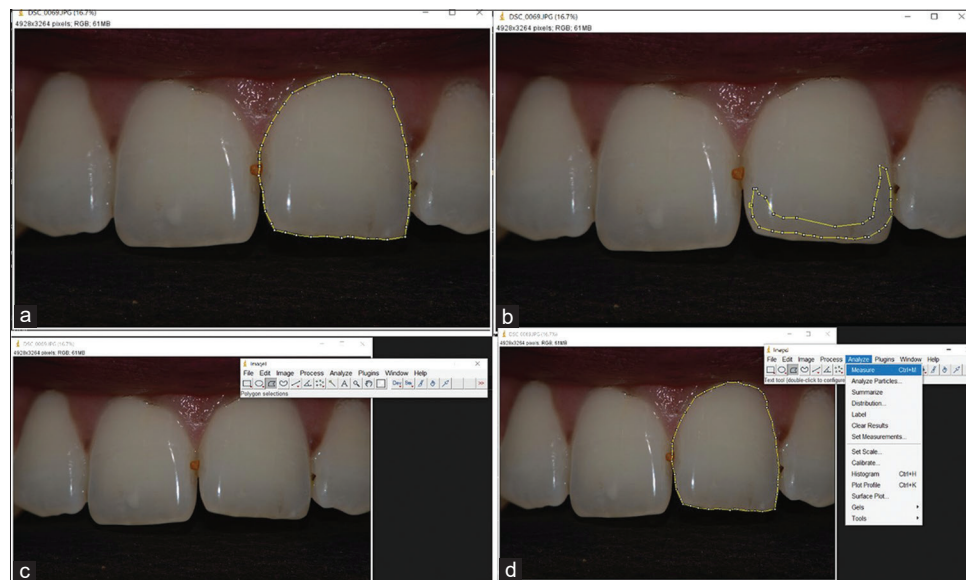 DSC_0069.JPG (16.7%)
4928x3264 pixels; RGB; 61MB
a
DSC_0069.JPG (16.7%)
4928x3264 pixels; RGB; 61MB
b
DSC_0069.JPG (16.7%)
4928x3264 pixels; RGB; 61MB
ImageJ
File Edit Image Process Analyze Plugins Window Help
Polygon selections
c
DSC_0069.JPG (16.7%)
4928x3264 pixels; RGB; 61MB
ImageJ
File Edit Image Process Analyze Plugins Window Help
Text tool (double-click to configure
Measure Ctrl+M
Analyze Particles...
Summarize
Distribution...
Label
Clear Results
Set Measurements...
Set Scale...
Calibrate...
Histogram Ctrl+H
Plot Profile Ctrl+K
Surface Plot...
Gels
Tools
d